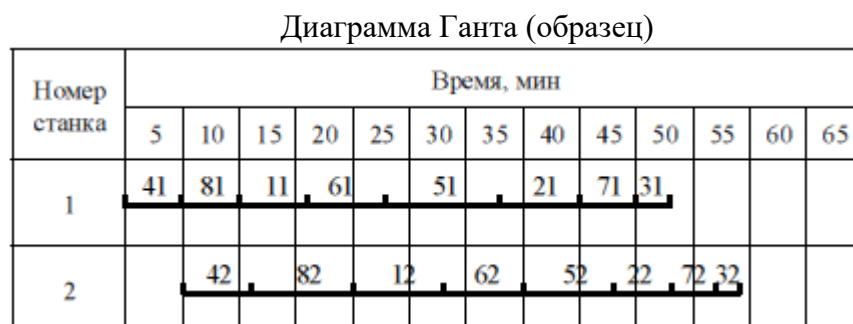 Диаграмма Ганта (образец)
Номер станка
Время, мин
5 10 15 20 25 30 35 40 45 50 55 60 65
1
41 81 11 61 51 21 71 31
2
42 82 12 62 52 22 72 32